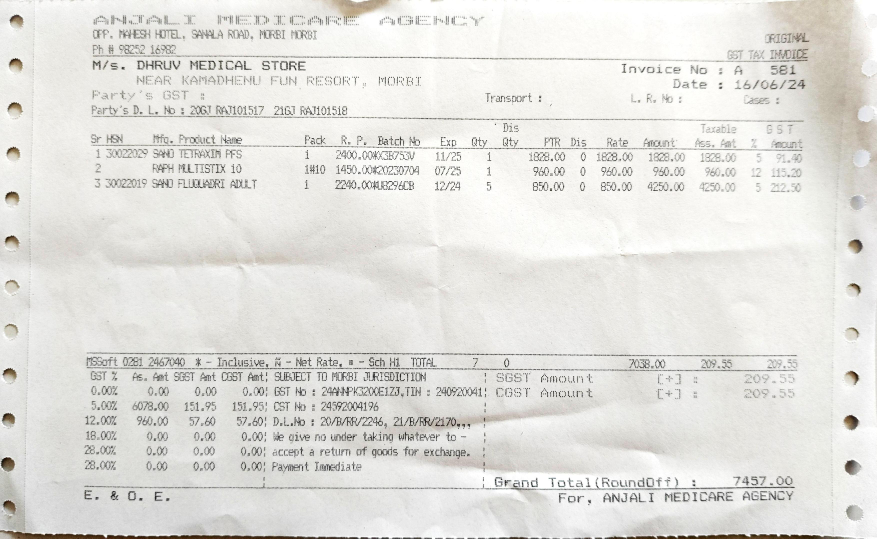 ANJALI MEDICARE AGENCY
OPP. MAHESH HOTEL, SANALA ROAD, MORBI MORBI
Ph # 98252 16982
ORIGINAL
GST TAX INVOICE
M/s. DHRUV MEDICAL STORE
NEAR KAMADHENU FUN RESORT, MORBI
Party's GST :
Party's D. L. No : 20GJ RAJ101517 21GJ RAJ101518
Invoice No : A 581
Date : 16/06/24
Transport : L. R. No : Cases :
Sr HSN Mfg. Product Name Pack R. P. Batch No Exp Qty Dis Qty PTR Dis Rate Amount Taxable Ass. Amt GST % Amount
1 30022029 SANO TETRAXIM PFS 1 2400.00 11/25 1 1828.00 0 1828.00 1828.00 1828.00 5 91.40
2 RAPH MULTISTIX 10 1#10 1450.00 20230704 07/25 1 960.00 0 960.00 960.00 960.00 12 115.20
3 30022019 SANO FLUQUADRI ADULT 1 2240.00 12/24 5 850.00 0 850.00 4250.00 4250.00 5 212.50
MSSoft 0281 2467040 * - Inclusive, Ñ - Net Rate, ¤ - Sch H1 TOTAL 7 0 7038.00 209.55 209.55
GST % As. Amt SGST Amt CGST Amt SUBJECT TO MORBI JURISDICTION SGST Amount [+] : 209.55
0.00% 0.00 0.00 0.00 GST No : 24ANNPK3200E1ZJ,TIN : 240920041 CGST Amount [+] : 209.55
5.00% 6078.00 151.95 151.95 CST No : 24592004196
12.00% 960.00 57.60 57.60 D.L.No : 20/B/RR/2246, 21/B/RR/2170,,,
18.00% 0.00 0.00 0.00 We give no under taking whatever to -
28.00% 0.00 0.00 0.00 accept a return of goods for exchange.
28.00% 0.00 0.00 0.00 Payment Immediate
Grand Total(RoundOff) : 7457.00
E. & O. E. For, ANJALI MEDICARE AGENCY